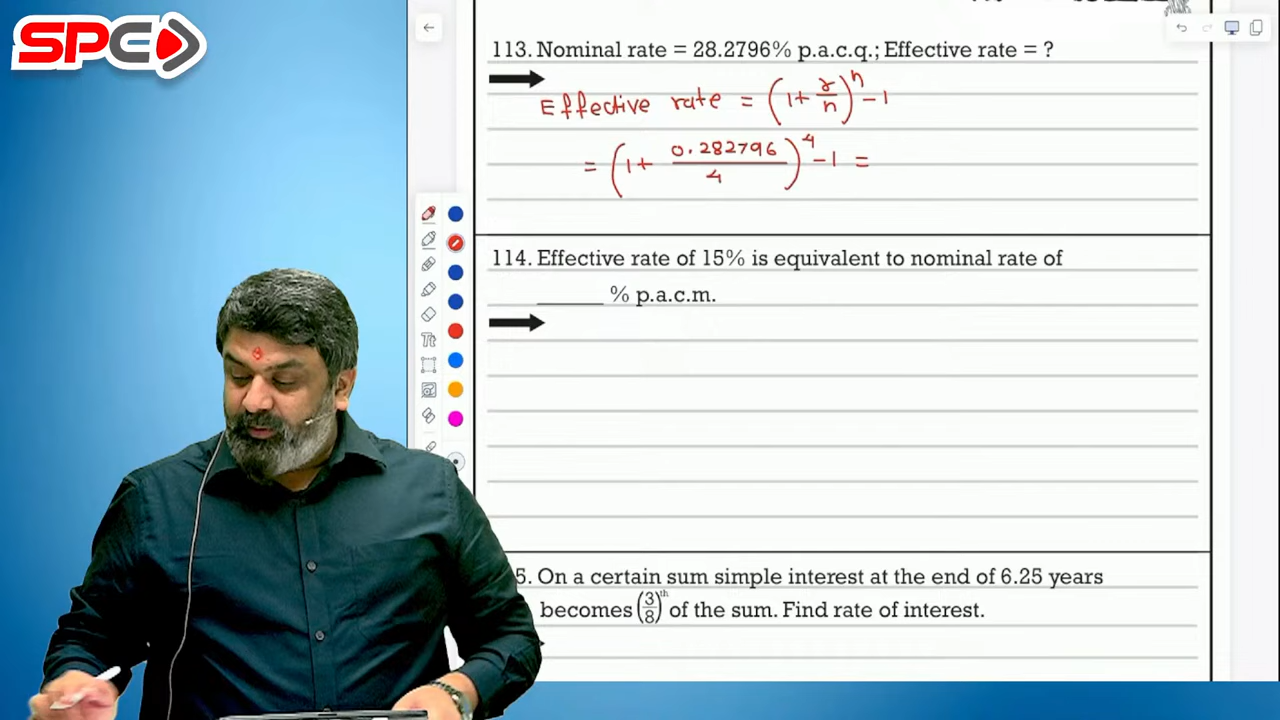 SPC
113. Nominal rate = 28.2796% p.a.c.q.; Effective rate = ?
Effective rate = (1 + r/n)^n - 1
= (1 + 0.282796/4)^4 - 1 =
114. Effective rate of 15% is equivalent to nominal rate of
______ % p.a.c.m.
Tt
5. On a certain sum simple interest at the end of 6.25 years
becomes (3/8)^th of the sum. Find rate of interest.